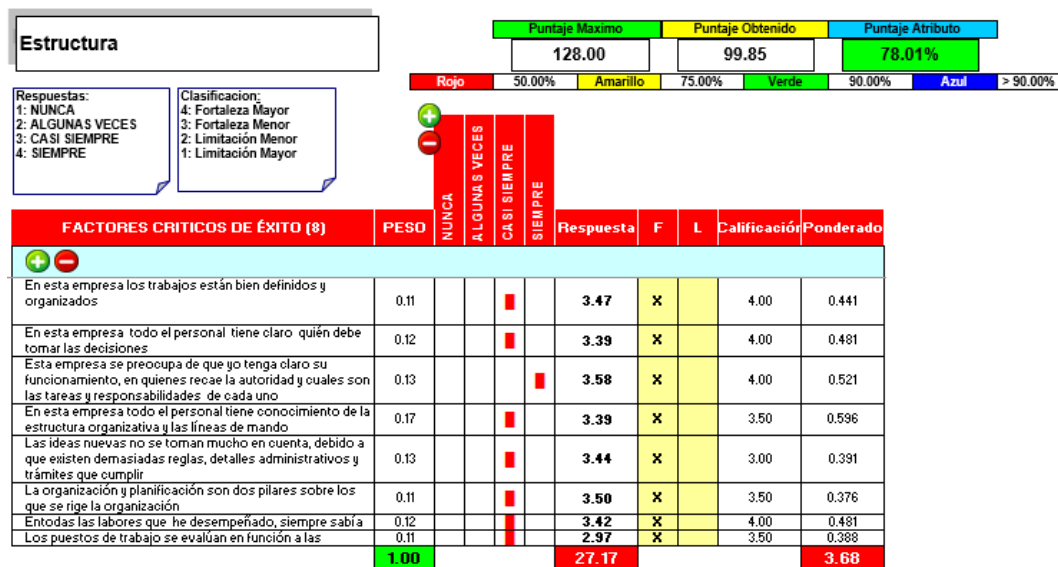 Estructura
Puntaje Maximo Puntaje Obtenido Puntaje Atributo
128.00 99.85 78.01%
Rojo 50.00% Amarillo 75.00% Verde 90.00% Azul > 90.00%
Respuestas:
1: NUNCA
2: ALGUNAS VECES
3: CASI SIEMPRE
4: SIEMPRE
Clasificacion:
4: Fortaleza Mayor
3: Fortaleza Menor
2: Limitación Menor
1: Limitación Mayor
FACTORES CRITICOS DE ÉXITO (8) PESO NUNCA ALGUNAS VECES CASI SIEMPRE SIEMPRE Respuesta F L Calificación Ponderado
En esta empresa los trabajos están bien definidos y
organizados 0.11 3.47 X 4.00 0.441
En esta empresa todo el personal tiene claro quién debe
tomar las decisiones 0.12 3.39 X 4.00 0.481
Esta empresa se preocupa de que yo tenga claro su
funcionamiento, en quienes recae la autoridad y cuales son
las tareas y responsabilidades de cada uno 0.13 3.58 X 4.00 0.521
En esta empresa todo el personal tiene conocimiento de la
estructura organizativa y las líneas de mando 0.17 3.39 X 3.50 0.596
Las ideas nuevas no se toman mucho en cuenta, debido a
que existen demasiadas reglas, detalles administrativos y
trámites que cumplir 0.13 3.44 X 3.00 0.391
La organización y planificación son dos pilares sobre los
que se rige la organización 0.11 3.50 X 3.50 0.376
Entodas las labores que he desempeñado, siempre sabía 0.12 3.42 X 4.00 0.481
Los puestos de trabajo se evalúan en función a las 0.11 2.97 X 3.50 0.388
1.00 27.17 3.68